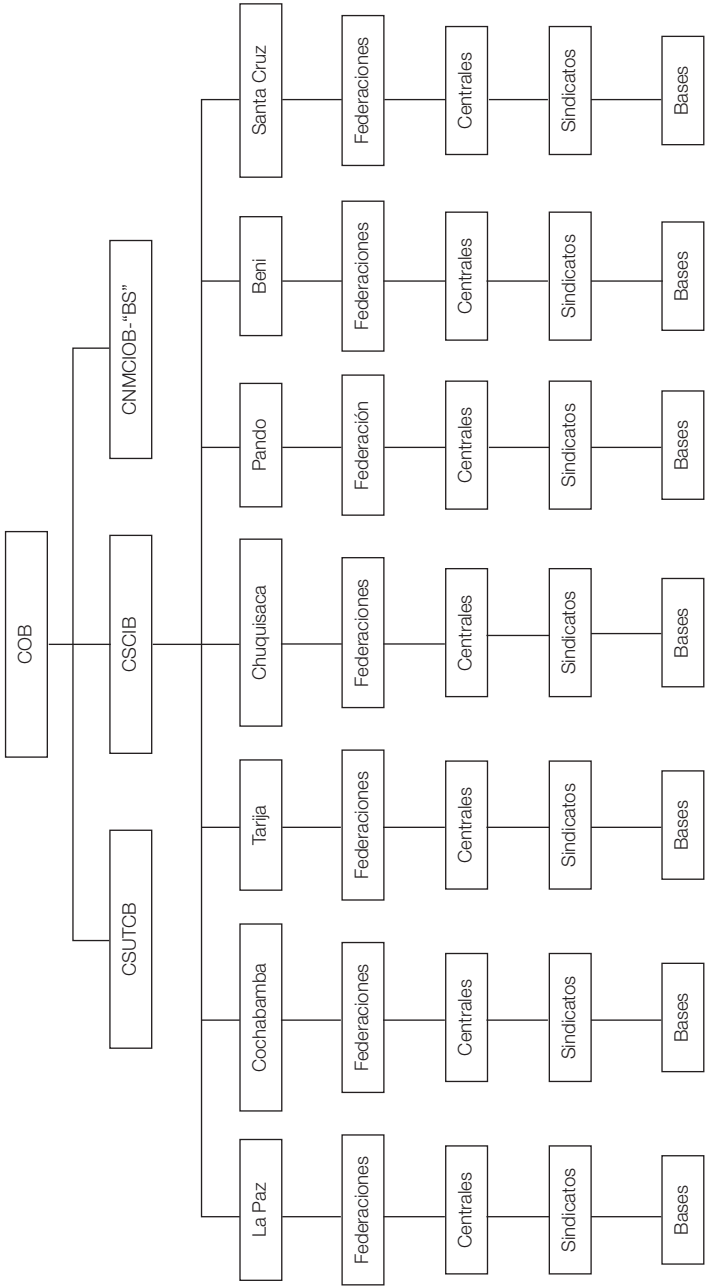 COB
CSUTCB
CSCIB
CNMCIOB-“BS”
La Paz
Cochabamba
Tarija
Chuquisaca
Pando
Beni
Santa Cruz
Federaciones
Federaciones
Federaciones
Federaciones
Federación
Federaciones
Federaciones
Centrales
Centrales
Centrales
Centrales
Centrales
Centrales
Centrales
Sindicatos
Sindicatos
Sindicatos
Sindicatos
Sindicatos
Sindicatos
Sindicatos
Bases
Bases
Bases
Bases
Bases
Bases
Bases